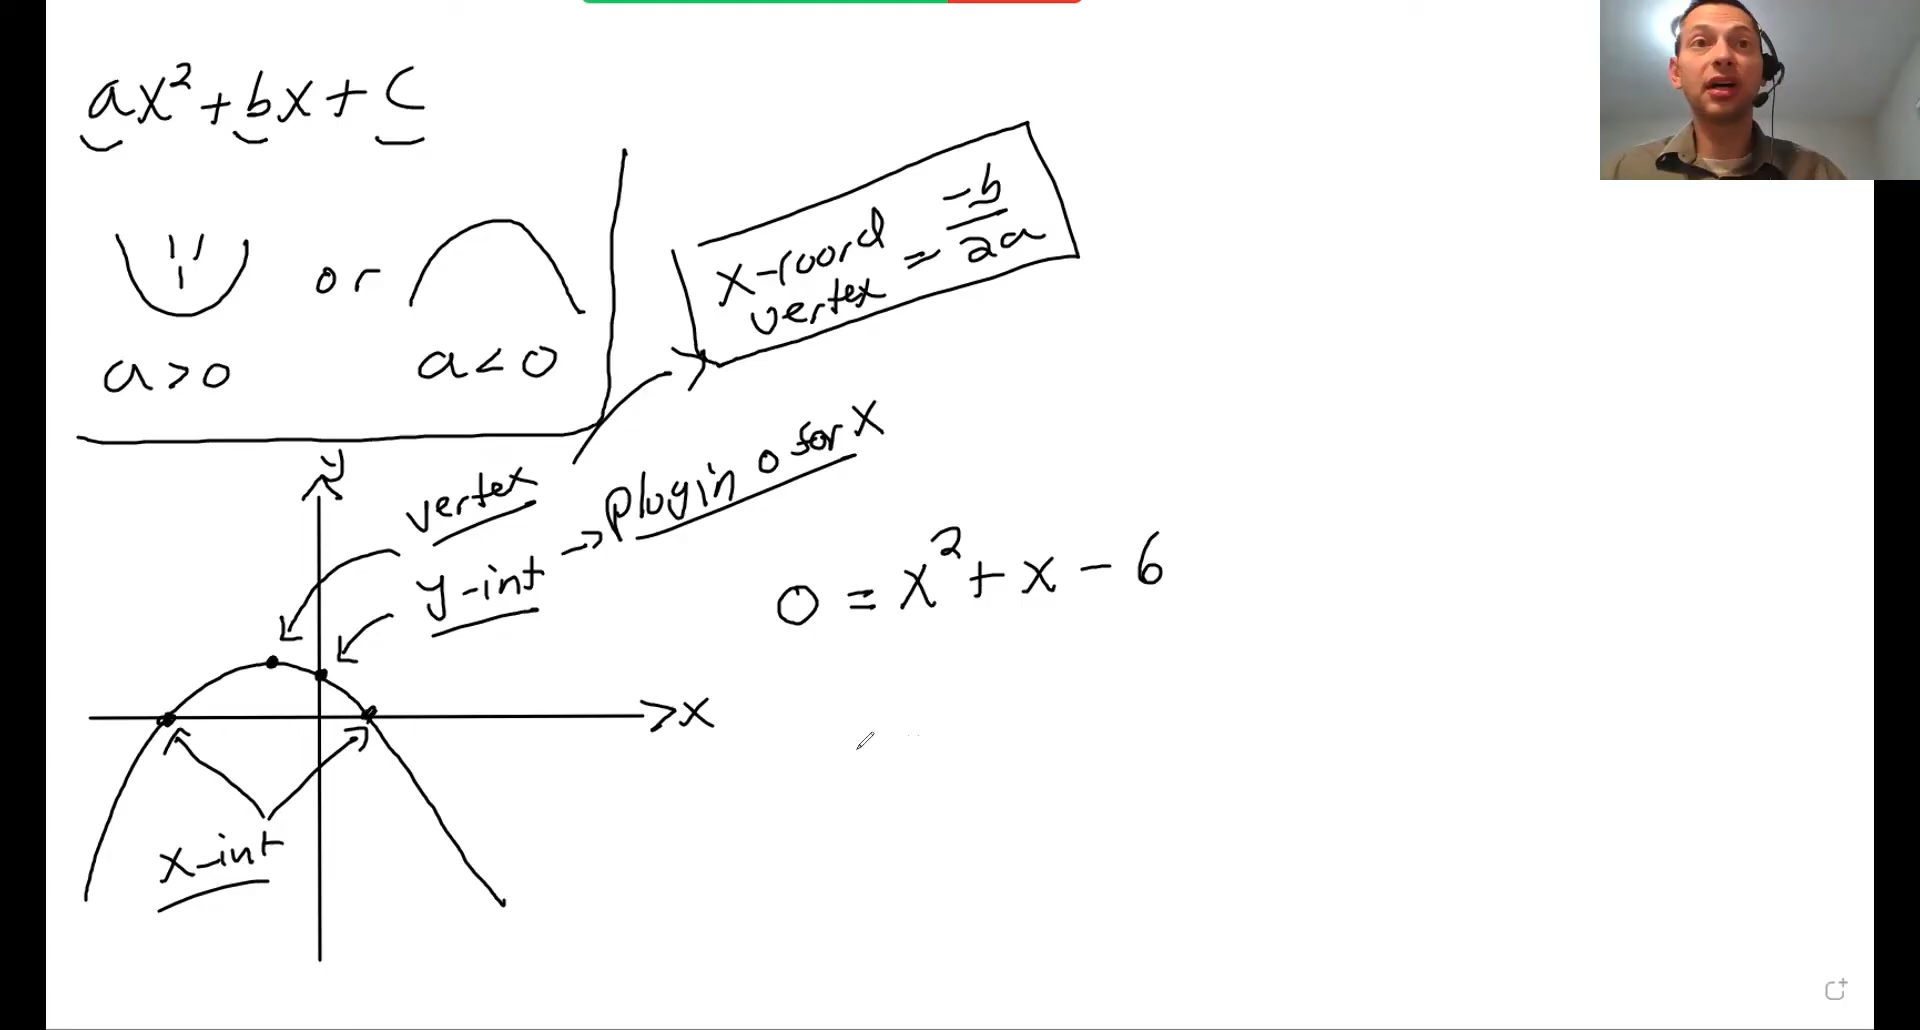 ax² + bx + c
or
a > 0
a < 0
x-coord vertex = -b/2a
y
vertex
y-int → plug in 0 for x
0 = x² + x - 6
x
x-int